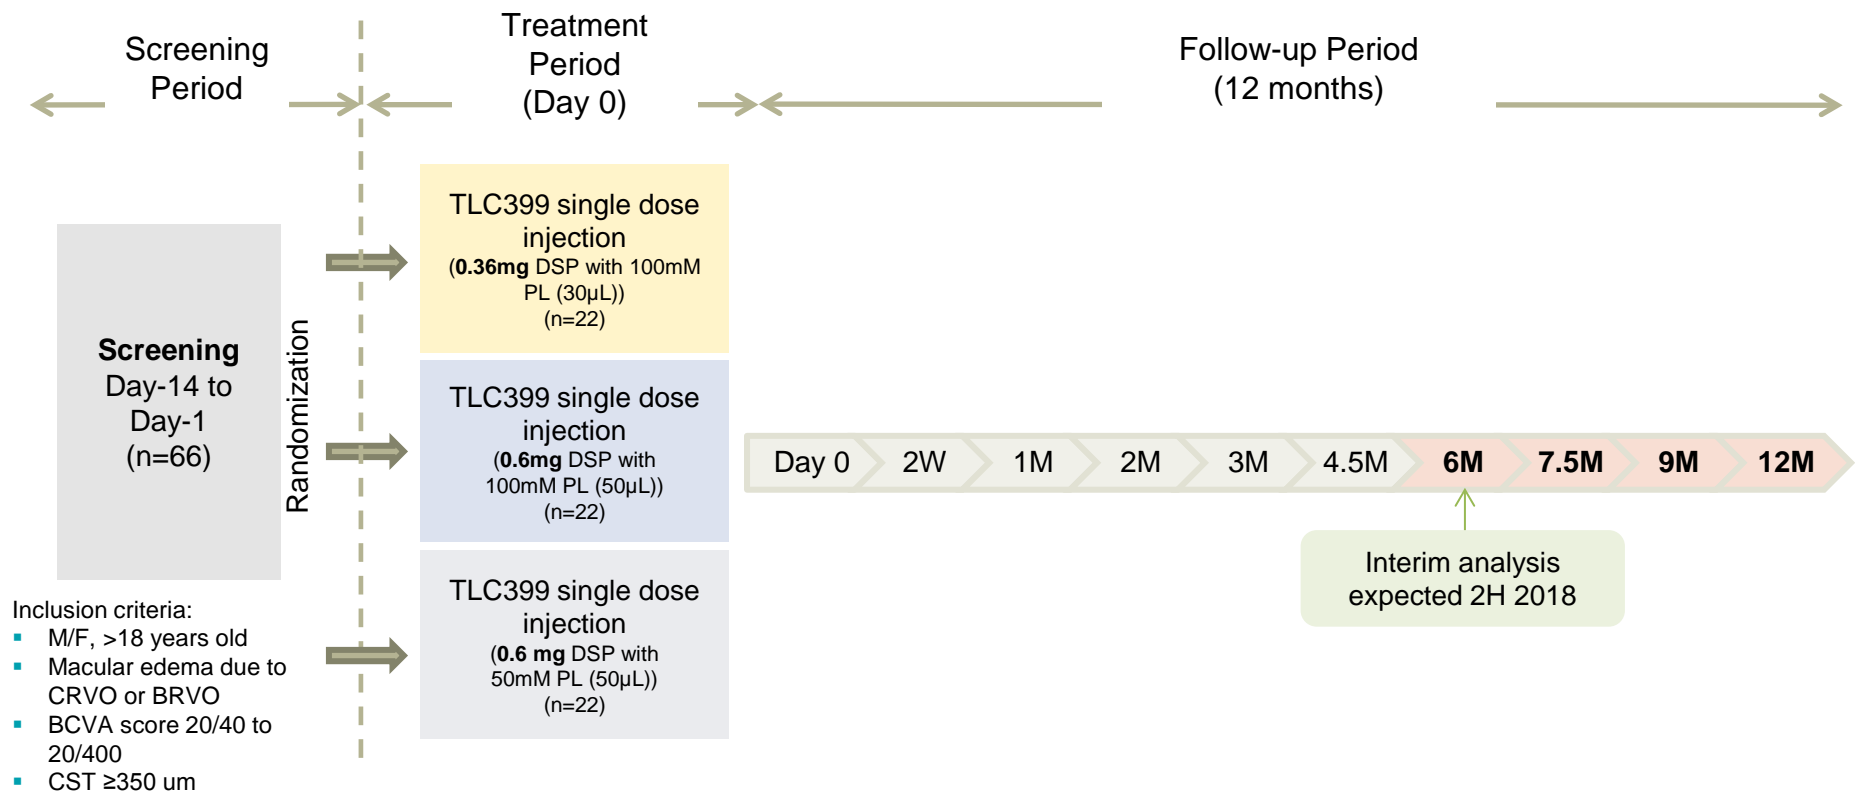 Screening
Period
Treatment
Period
(Day 0)
Follow-up Period
(12 months)
Screening
Day-14 to
Day-1
(n=66)
Randomization
TLC399 single dose
injection
(0.36mg DSP with 100mM
PL (30µL))
(n=22)
TLC399 single dose
injection
(0.6mg DSP with
100mM PL (50µL))
(n=22)
TLC399 single dose
injection
(0.6 mg DSP with
50mM PL (50µL))
(n=22)
Day 0 2W 1M 2M 3M 4.5M 6M 7.5M 9M 12M
Interim analysis
expected 2H 2018
Inclusion criteria:
▪ M/F, >18 years old
▪ Macular edema due to
CRVO or BRVO
▪ BCVA score 20/40 to
20/400
▪ CST ≥350 um